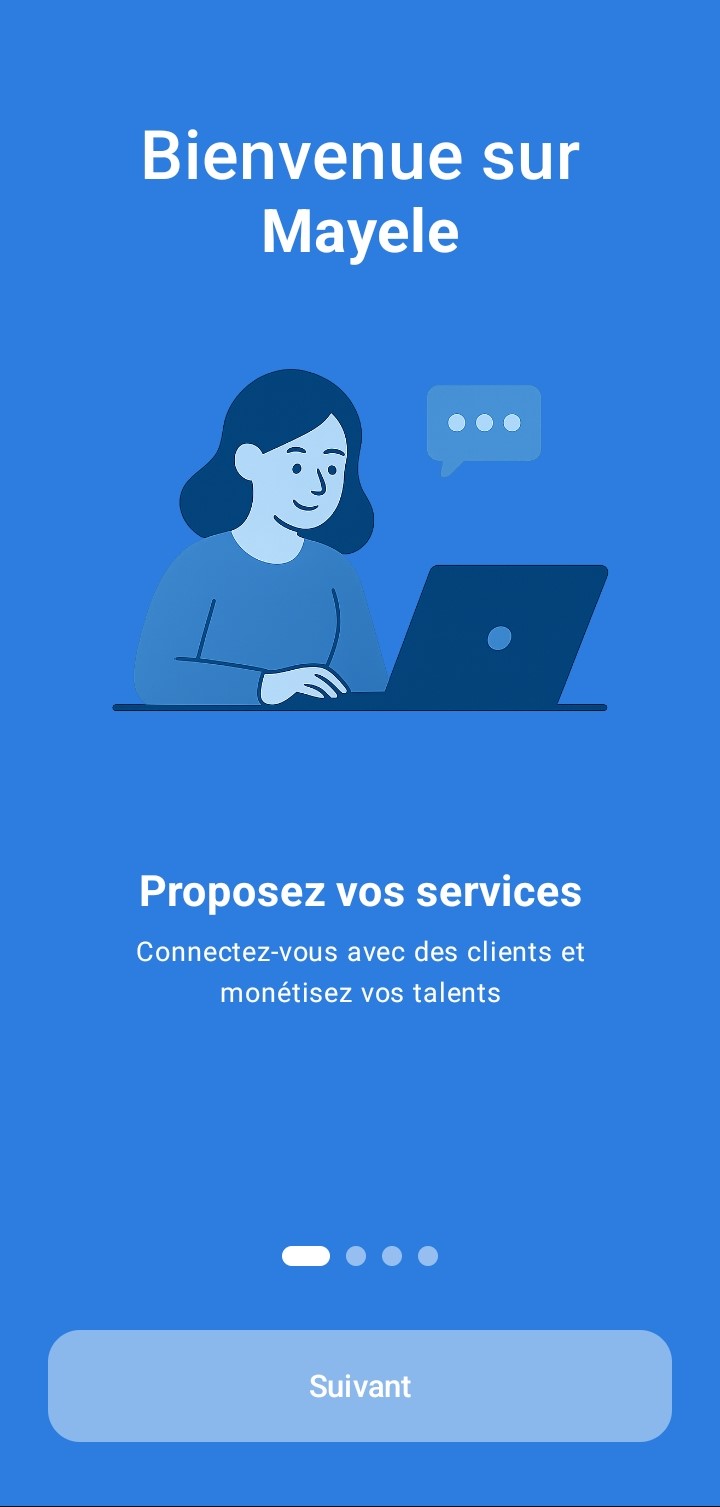 Bienvenue sur
Mayele
Proposez vos services
Connectez-vous avec des clients et
monétisez vos talents
Suivant